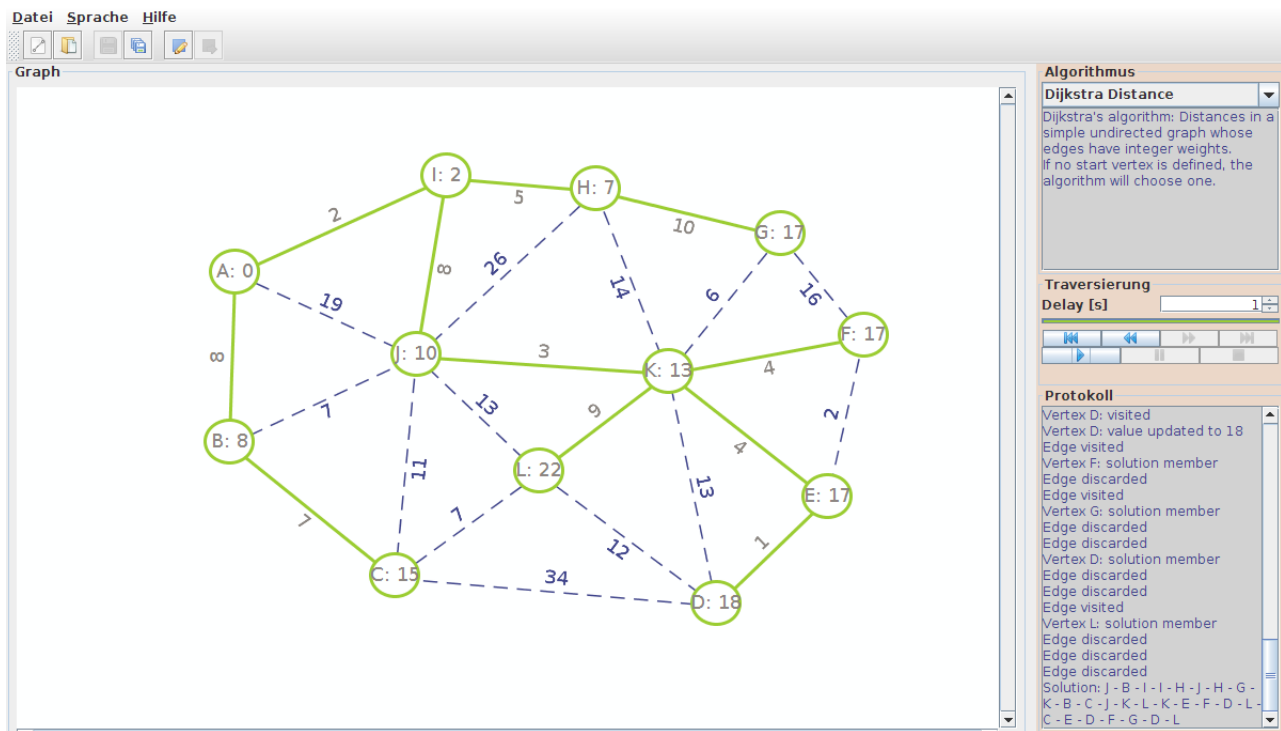 Datei Sprache Hilfe
Graph
I: 2
H: 7
G: 17
A: 0
J: 10
K: 13
F: 17
B: 8
L: 22
E: 17
C: 15
D: 18
2
5
10
8
26
14
6
16
19
3
4
8
7
13
9
2
11
4
7
7
13
12
1
34
Algorithmus
Dijkstra Distance
Dijkstra's algorithm: Distances in a
simple undirected graph whose
edges have integer weights.
If no start vertex is defined, the
algorithm will choose one.
Traversierung
Delay [s] 1
Protokoll
Vertex D: visited
Vertex D: value updated to 18
Edge visited
Vertex F: solution member
Edge discarded
Edge visited
Vertex G: solution member
Edge discarded
Edge discarded
Vertex D: solution member
Edge discarded
Edge discarded
Edge visited
Vertex L: solution member
Edge discarded
Edge discarded
Edge discarded
Solution: J - B - I - I - H - J - H - G -
K - B - C - J - K - L - K - E - F - D - L -
C - E - D - F - G - D - L